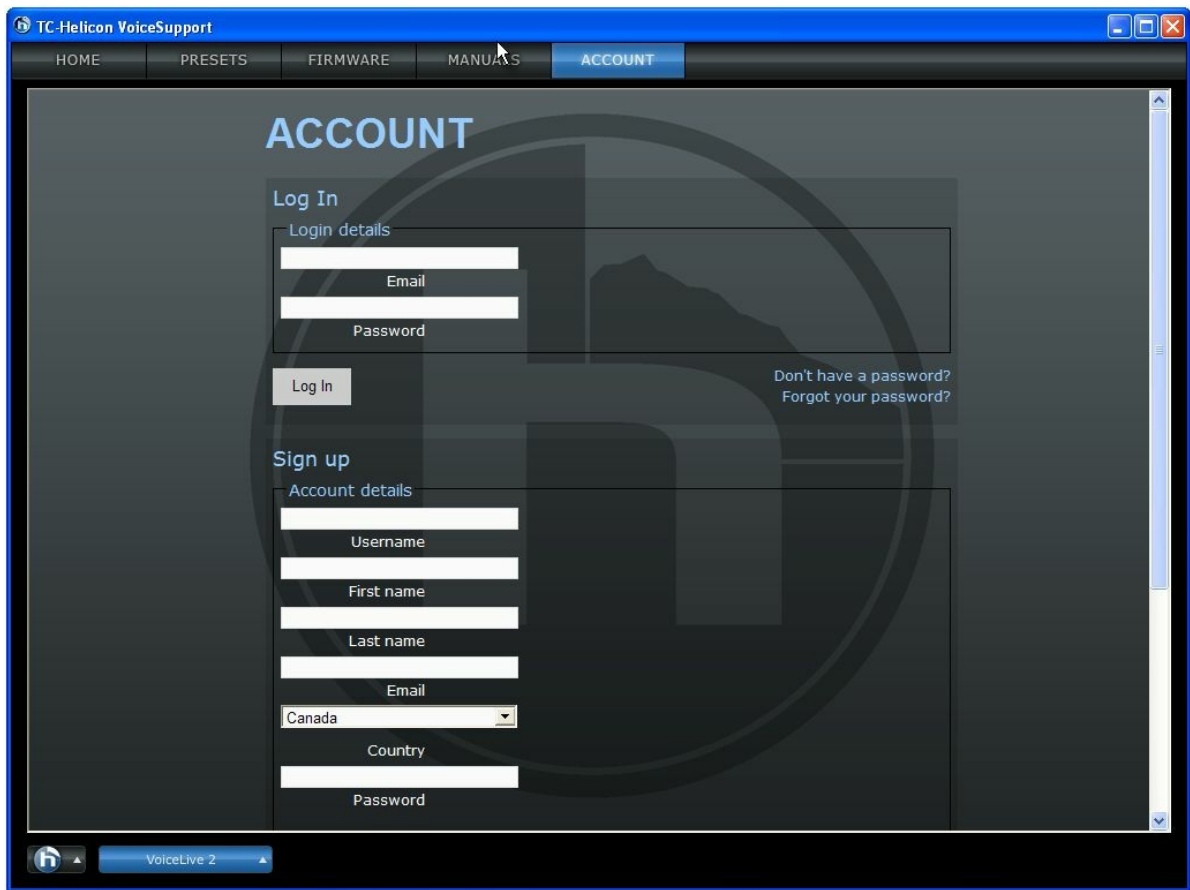 TC-Helicon VoiceSupport
HOME PRESETS FIRMWARE MANUALS ACCOUNT
ACCOUNT
Log In
Login details
Email
Password
Log In
Don't have a password?
Forgot your password?
Sign up
Account details
Username
First name
Last name
Email
Canada
Country
Password
h VoiceLive 2